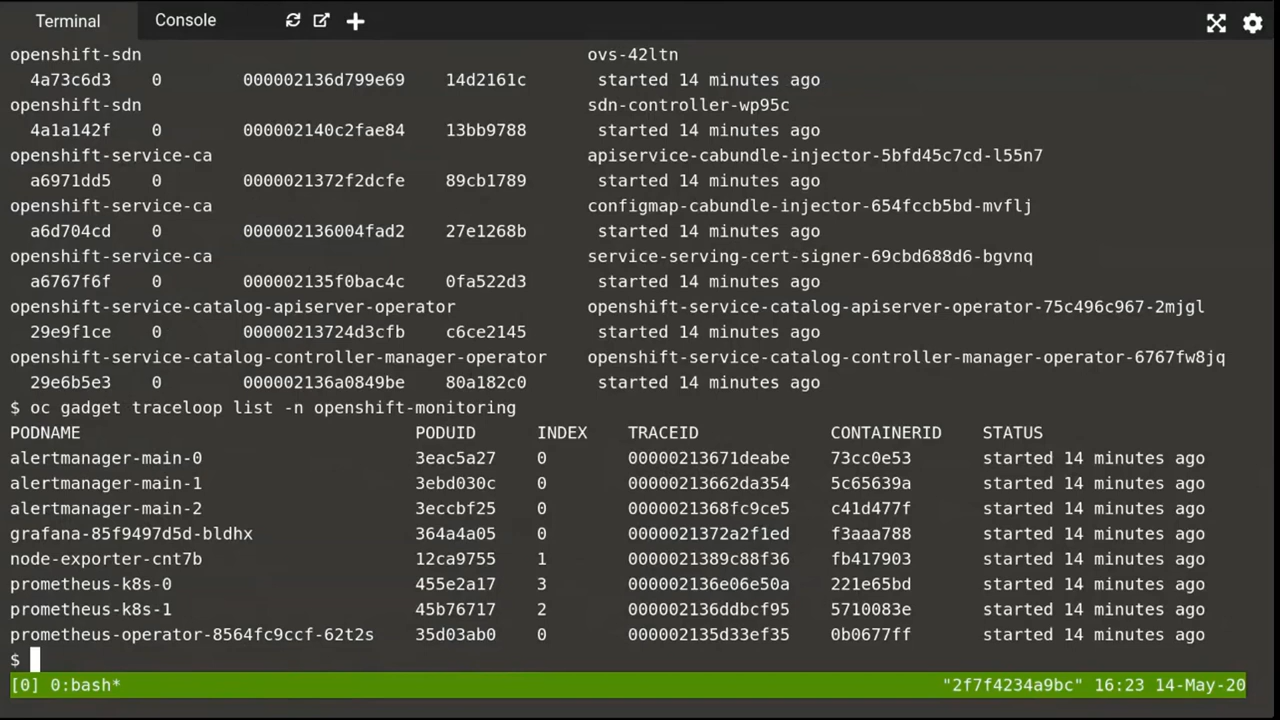 Terminal Console
openshift-sdn ovs-42ltn
4a73c6d3 0 000002136d799e69 14d2161c started 14 minutes ago
openshift-sdn sdn-controller-wp95c
4a1a142f 0 000002140c2fae84 13bb9788 started 14 minutes ago
openshift-service-ca apiservice-cabundle-injector-5bfd45c7cd-l55n7
a6971dd5 0 0000021372f2dcfe 89cb1789 started 14 minutes ago
openshift-service-ca configmap-cabundle-injector-654fccb5bd-mvflj
a6d704cd 0 000002136004fad2 27e1268b started 14 minutes ago
openshift-service-ca service-serving-cert-signer-69cbd688d6-bgvnq
a6767f6f 0 000002135f0bac4c 0fa522d3 started 14 minutes ago
openshift-service-catalog-apiserver-operator openshift-service-catalog-apiserver-operator-75c496c967-2mjgl
29e9f1ce 0 00000213724d3cfb c6ce2145 started 14 minutes ago
openshift-service-catalog-controller-manager-operator openshift-service-catalog-controller-manager-operator-6767fw8jq
29e6b5e3 0 000002136a0849be 80a182c0 started 14 minutes ago
$ oc gadget traceloop list -n openshift-monitoring
PODNAME PODUID INDEX TRACEID CONTAINERID STATUS
alertmanager-main-0 3eac5a27 0 00000213671deabe 73cc0e53 started 14 minutes ago
alertmanager-main-1 3ebd030c 0 00000213662da354 5c65639a started 14 minutes ago
alertmanager-main-2 3eccbf25 0 00000021368fc9ce5 c41d477f started 14 minutes ago
grafana-85f9497d5d-bldhx 364a4a05 0 0000021372a2f1ed f3aaa788 started 14 minutes ago
node-exporter-cnt7b 12ca9755 1 0000021389c88f36 fb417903 started 14 minutes ago
prometheus-k8s-0 455e2a17 3 000002136e06e50a 221e65bd started 14 minutes ago
prometheus-k8s-1 45b76717 2 000002136ddbcf95 5710083e started 14 minutes ago
prometheus-operator-8564fc9ccf-62t2s 35d03ab0 0 000002135d33ef35 0b0677ff started 14 minutes ago
$
[0] 0:bash* "2f7f4234a9bc" 16:23 14-May-20